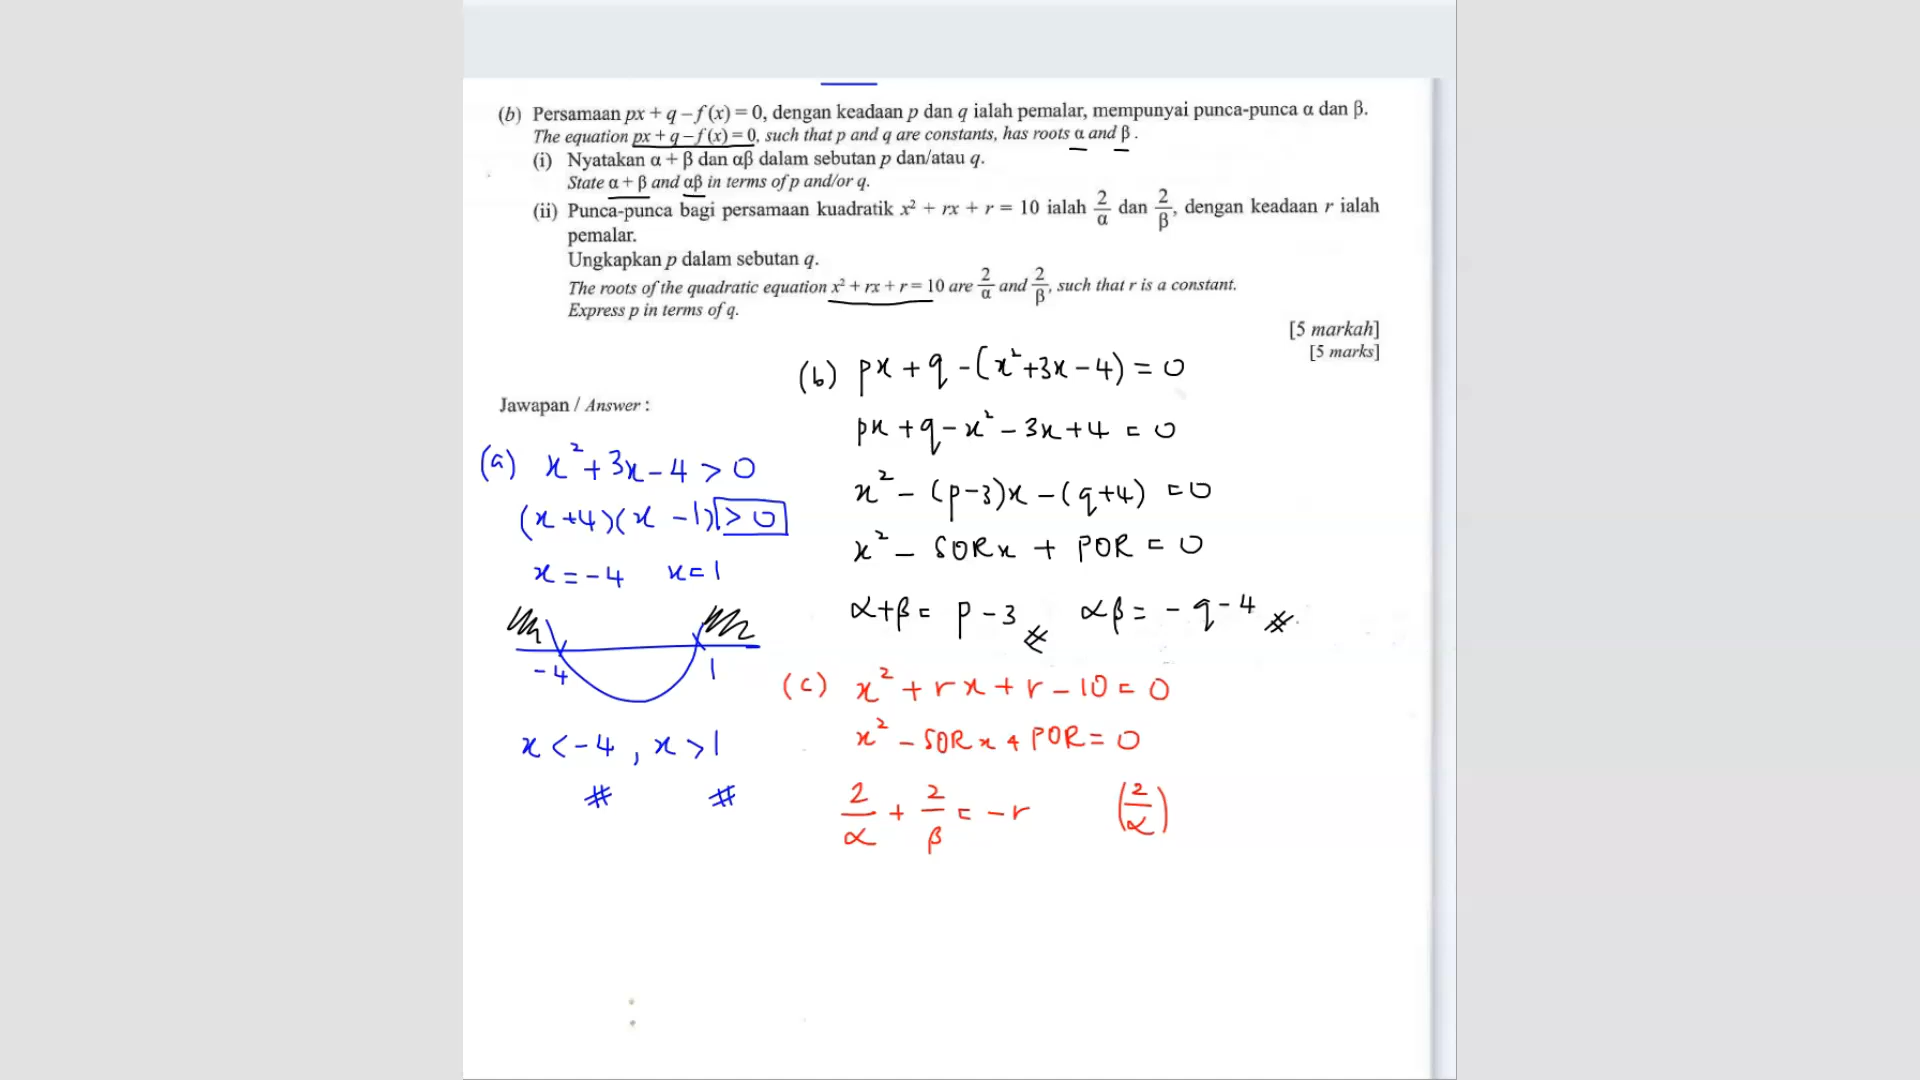 (b) Persamaan px + q – f(x) = 0, dengan keadaan p dan q ialah pemalar, mempunyai punca-punca α dan β.
The equation px + q – f(x) = 0, such that p and q are constants, has roots α and β.
(i) Nyatakan α + β dan αβ dalam sebutan p dan/atau q.
State α + β and αβ in terms of p and/or q.
(ii) Punca-punca bagi persamaan kuadratik x² + rx + r = 10 ialah 2/α dan 2/β, dengan keadaan r ialah
pemalar.
Ungkapkan p dalam sebutan q.
The roots of the quadratic equation x² + rx + r = 10 are 2/α and 2/β, such that r is a constant.
Express p in terms of q.
[5 markah]
[5 marks]
Jawapan / Answer :
(a) x² + 3x – 4 > 0
(x + 4)(x – 1) > 0
x = –4 x = 1
–4 1
x < –4 , x > 1
# #
(b) px + q – (x² + 3x – 4) = 0
px + q – x² – 3x + 4 = 0
x² – (p–3)x – (q+4) = 0
x² – SORx + POR = 0
α+β = p – 3 # αβ = – q – 4 #
(c) x² + rx + r – 10 = 0
x² – SORx + POR = 0
2/α + 2/β = –r (2/α)